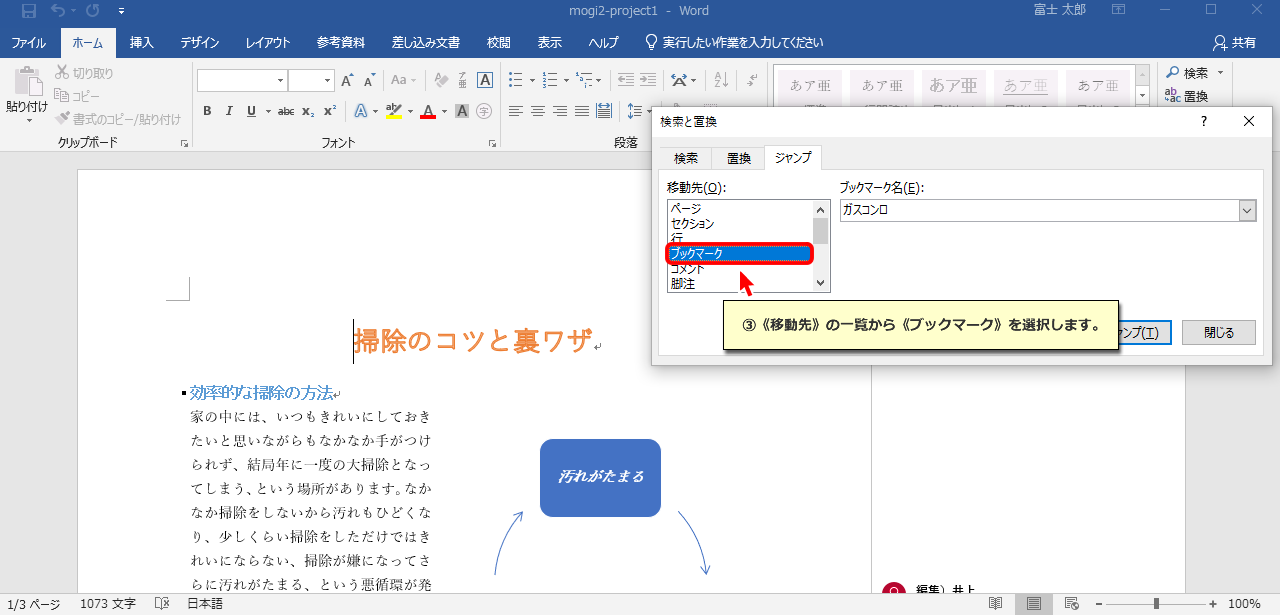 mogi2-project1 - Word
富士 太郎
ファイル ホーム 挿入 デザイン レイアウト 参考資料 差し込み文書 校閲 表示 ヘルプ 実行したい作業を入力してください 共有
貼り付け
切り取り
コピー
書式のコピー/貼り付け
クリップボード
Aa
A
B I U abc x₂ x² A ab A A 字
フォント
段落
あア亜 あア亜 あア亜 あア亜 あア亜
検索
置換
検索と置換
検索 置換 ジャンプ
移動先(O):
ページ
セクション
行
ブックマーク
コメント
脚注
ブックマーク名(E):
ガスコンロ
③《移動先》の一覧から《ブックマーク》を選択します。
ンプ(T)
閉じる
掃除のコツと裏ワザ
効率的な掃除の方法
家の中には、いつもきれいにしておき
たいと思いながらもなかなか手がつけ
られず、結局年に一度の大掃除となっ
てしまう、という場所があります。なか
なか掃除をしないから汚れもひどくな
り、少しくらい掃除をしただけではき
れいにならない、掃除が嫌になってさ
らに汚れがたまる、という悪循環が発
汚れがたまる
編集）井上
1/3 ページ 1073 文字 日本語 100%